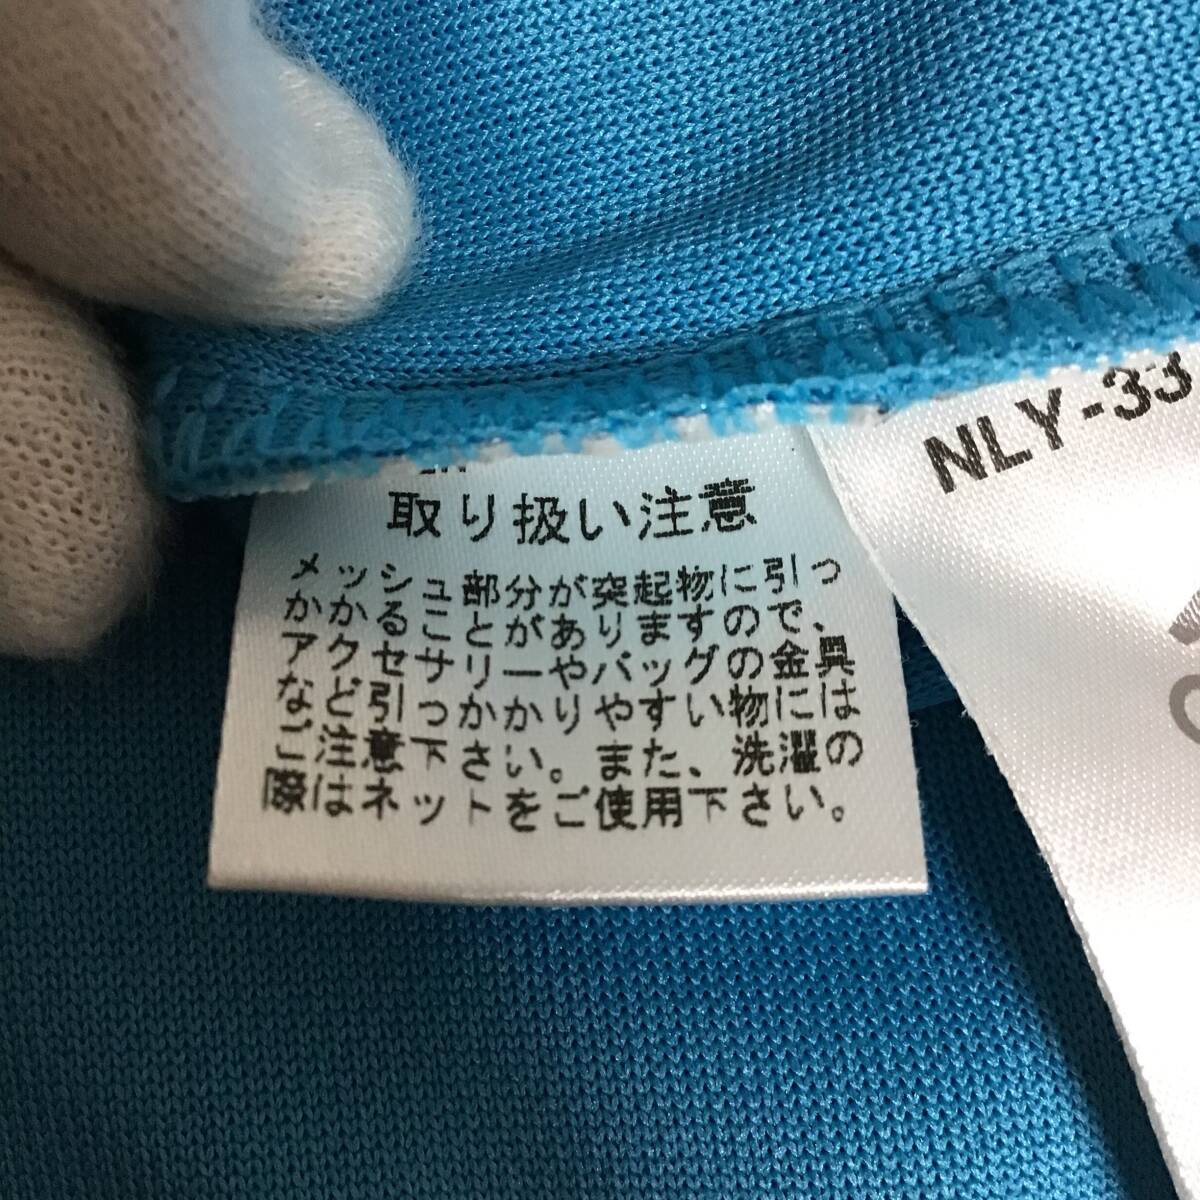 取り扱い注意
メッシュ部分が突起物に引っ
かかることがありますので、
アクセサリーやバッグの金具
など引っかかりやすい物には
ご注意下さい。また、洗濯の
際はネットをご使用下さい。
NLY-33